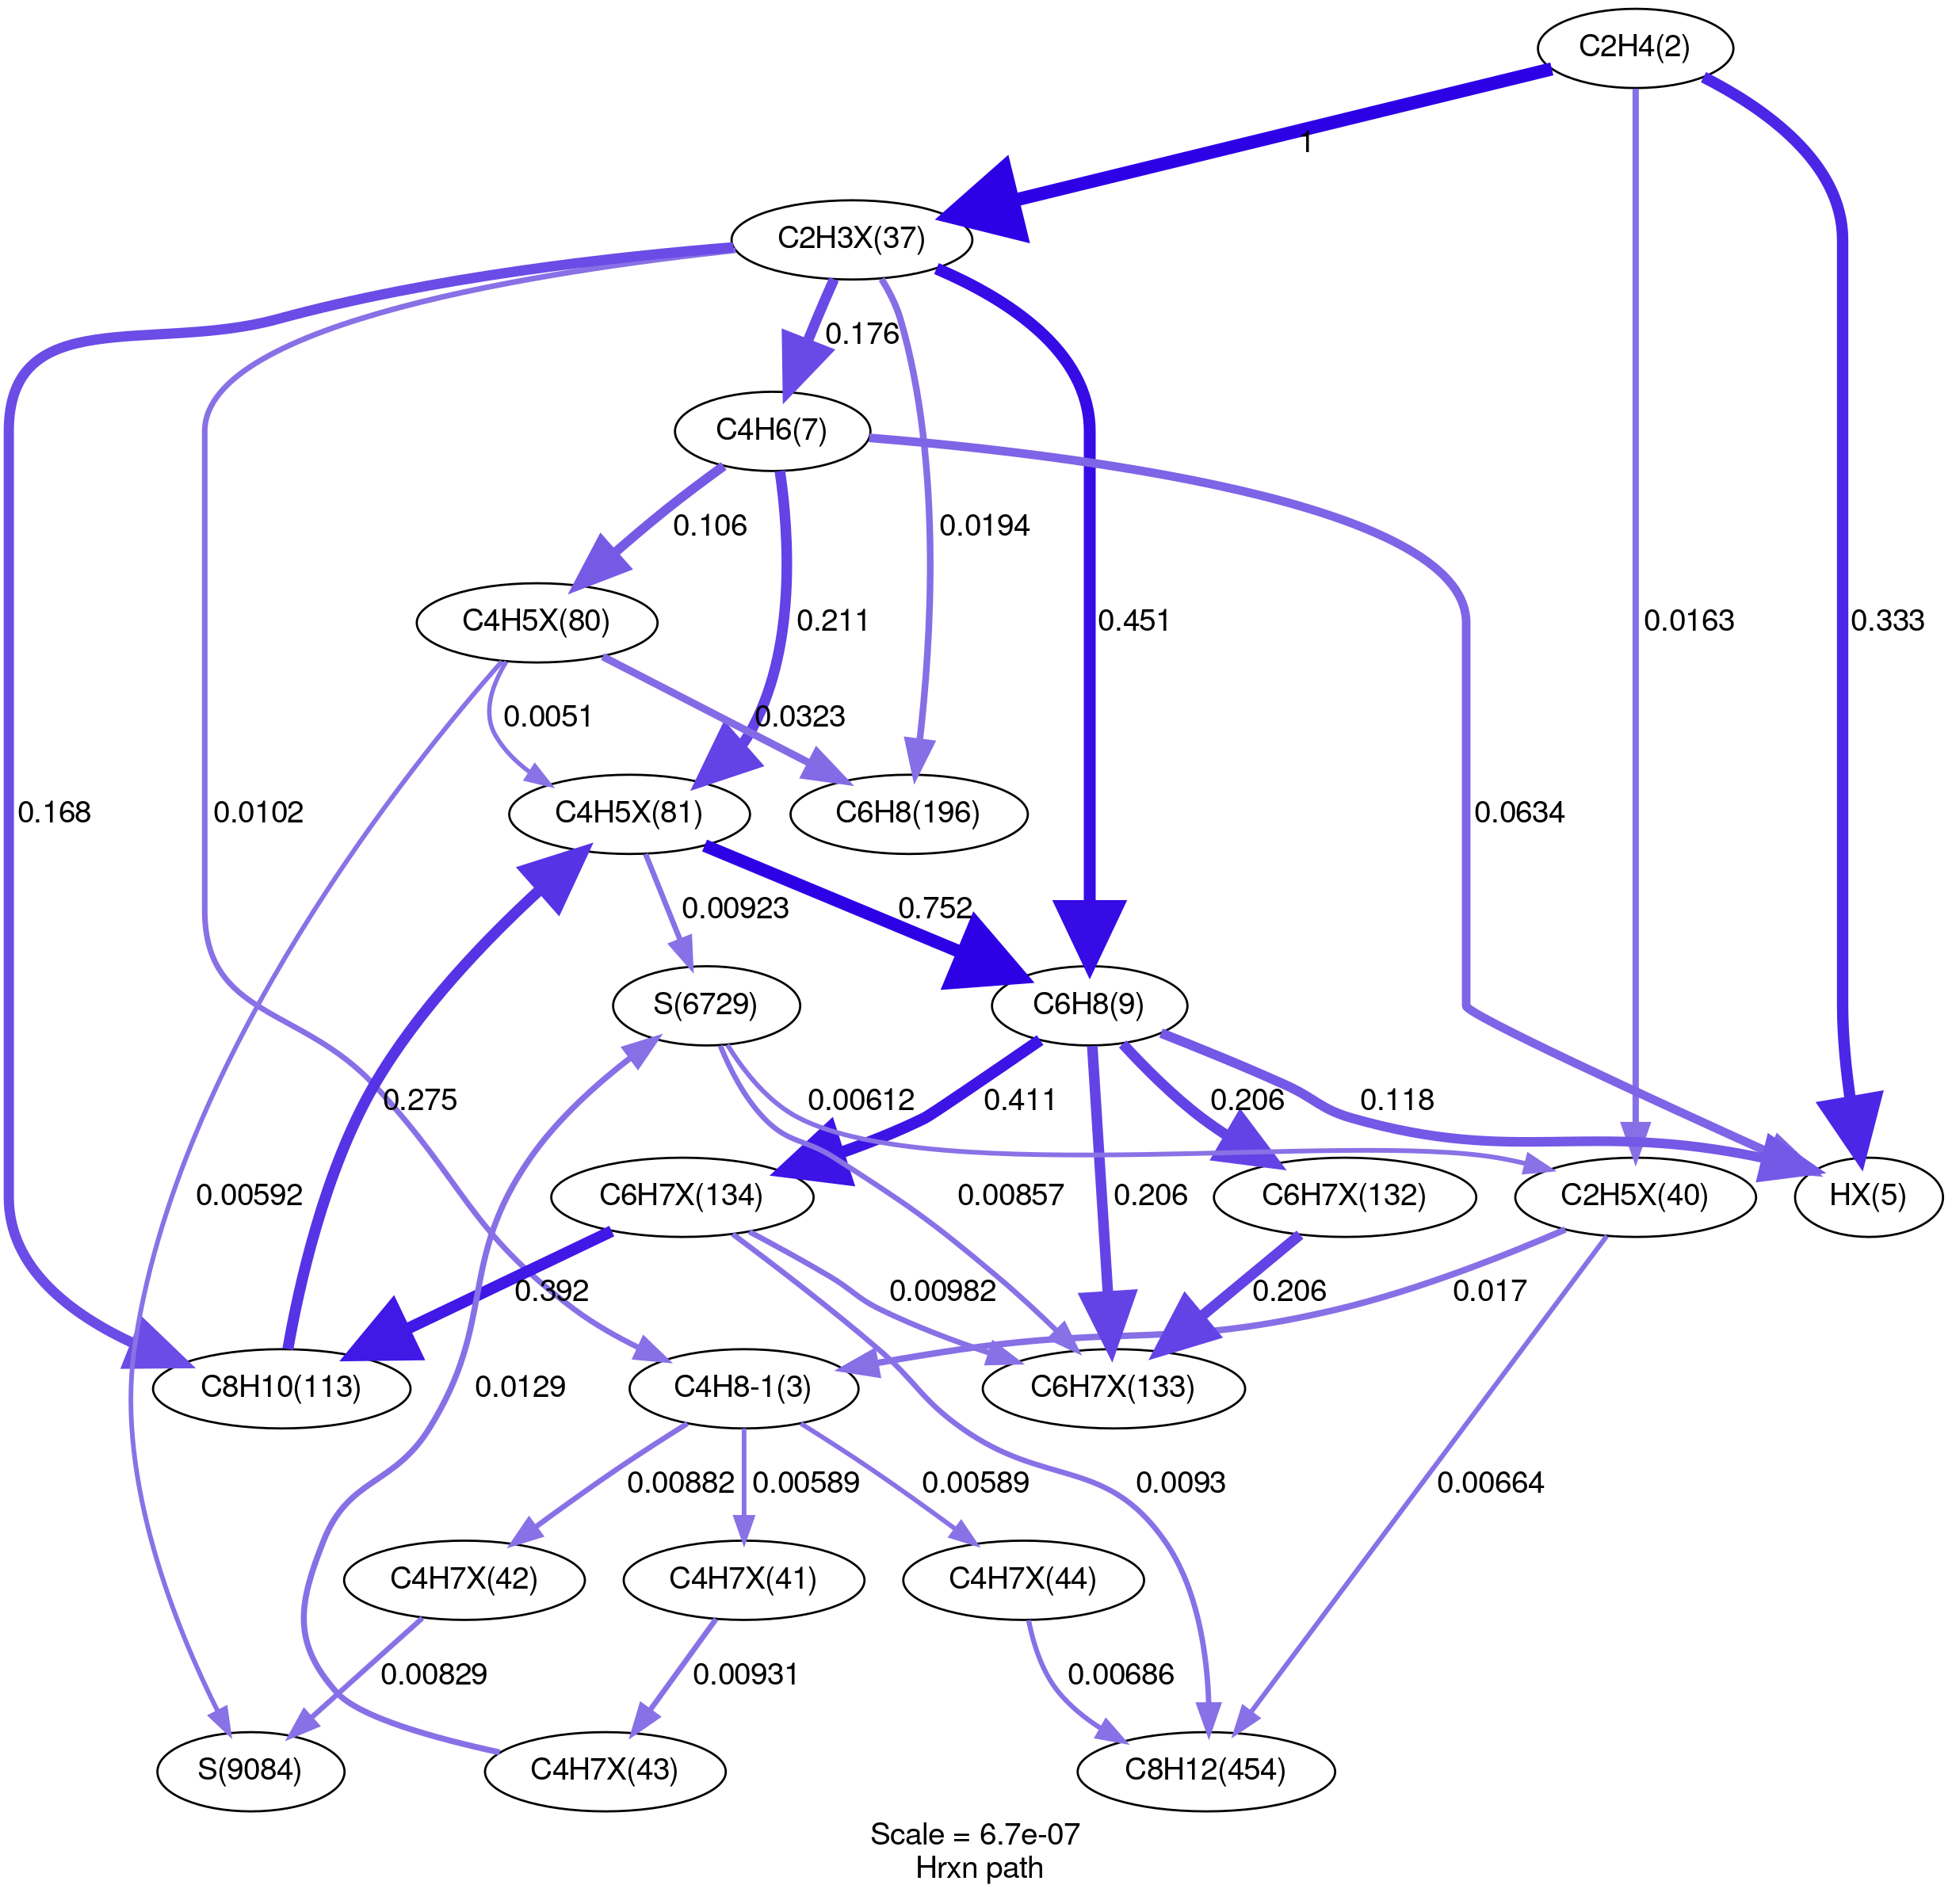 C2H4(2)
1
C2H3X(37)
0.176
C4H6(7)
0.106
0.0194
C4H5X(80)
0.211
0.451
0.0163
0.333
0.0051
0.0323
0.168
0.0102
C4H5X(81)
C6H8(196)
0.0634
0.00923
0.752
S(6729)
C6H8(9)
0.275
0.00612
0.411
0.206
0.118
0.00592
C6H7X(134)
0.00857
0.206
C6H7X(132)
C2H5X(40)
HX(5)
0.392
0.00982
0.206
0.017
C8H10(113)
0.0129
C4H8-1(3)
C6H7X(133)
0.00882
0.00589
0.00589
0.0093
0.00664
C4H7X(42)
C4H7X(41)
C4H7X(44)
0.00829
0.00931
0.00686
S(9084)
C4H7X(43)
C8H12(454)
Scale = 6.7e-07
Hrxn path